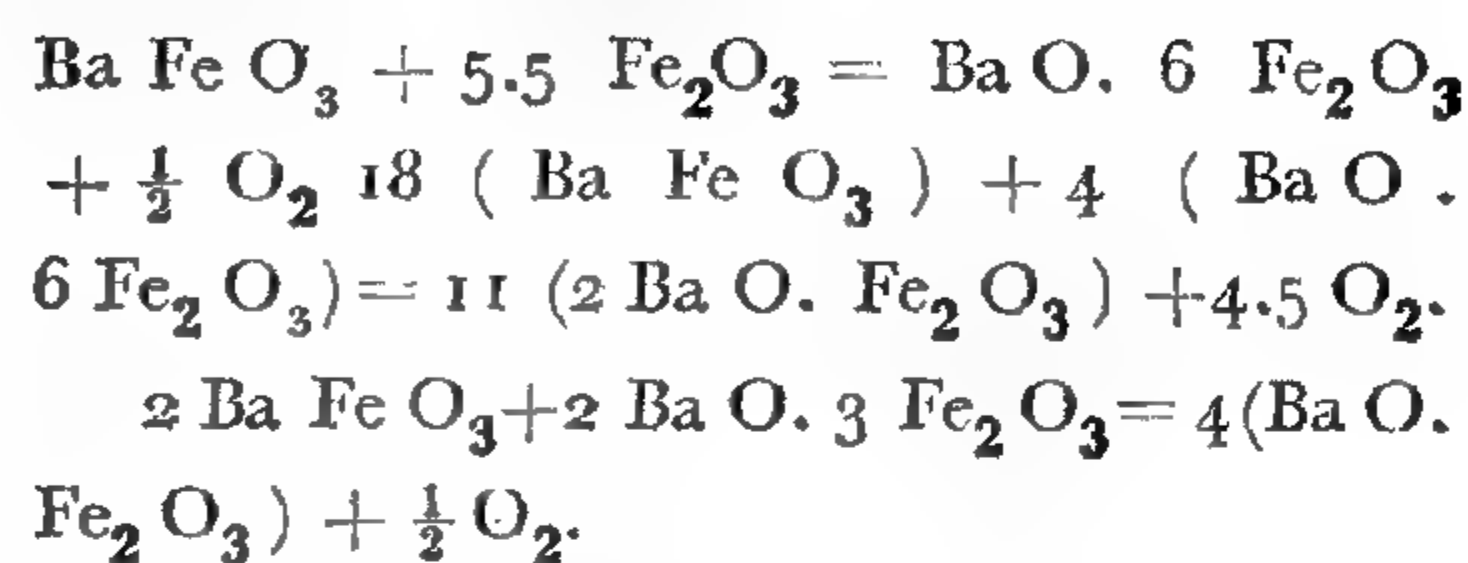 Ba Fe O₃ + 5.5 Fe₂O₃ = Ba O. 6 Fe₂ O₃
+ ½ O₂ 18 ( Ba Fe O₃ ) + 4 ( Ba O .
6 Fe₂ O₃) = 11 (2 Ba O. Fe₂ O₃ ) +4.5 O₂.
2 Ba Fe O₃+2 Ba O. 3 Fe₂ O₃= 4(Ba O.
Fe₂ O₃) + ½ O₂.